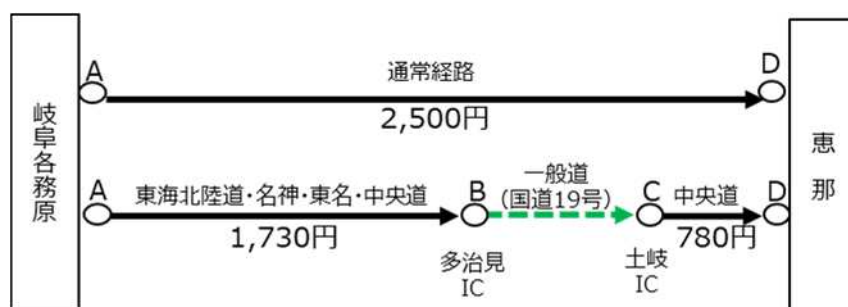 岐阜各務原
A
通常経路
D
2,500円
恵那
A
東海北陸道・名神・東名・中央道
B
一般道
(国道19号)
C
中央道
D
1,730円
780円
多治見
IC
土岐
IC